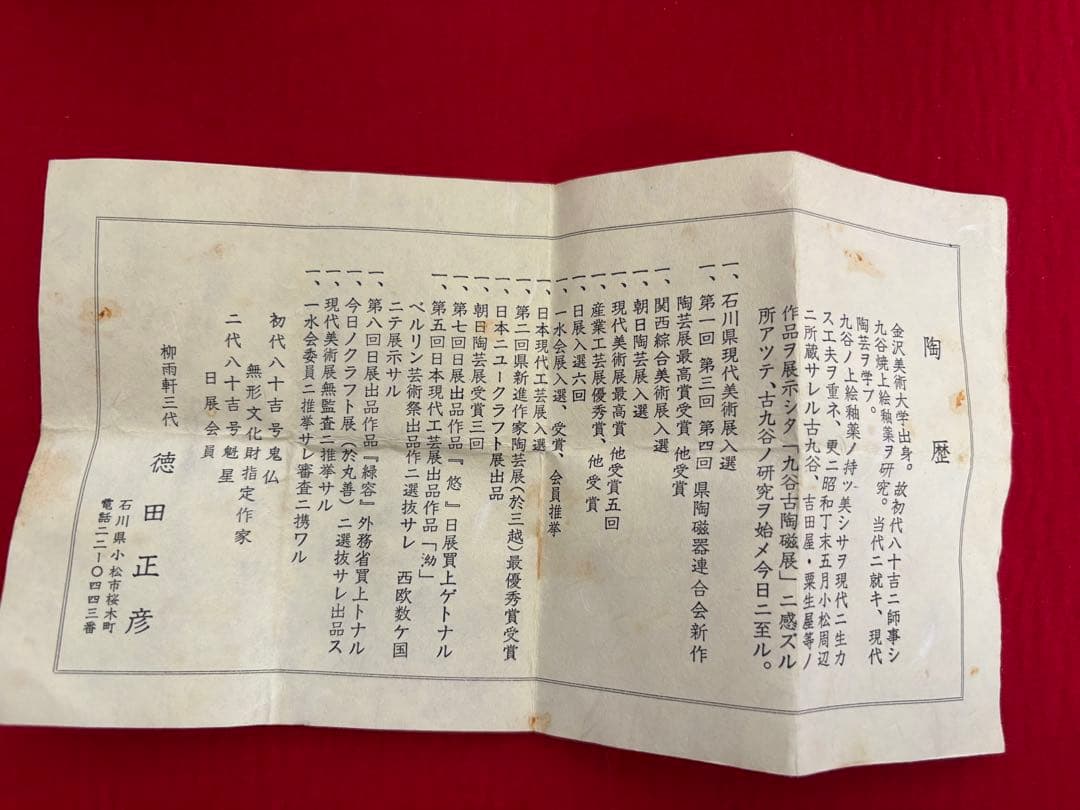 陶歴
金沢美術大学出身。故初代八十吉ニ師事シ
九谷焼上絵釉薬ヲ研究。当代ニ就キ、現代
陶芸ヲ学フ。
九谷ノ上絵釉薬ノ持ッ美シサヲ現代ニ生カ
ス工夫ヲ重ネ、更ニ昭和丁末五月小松周辺
ニ所蔵サレル古九谷、吉田屋・粟生屋等ノ
作品ヲ展示シタ「九谷古陶磁展」ニ感ズル
所アツテ、古九谷ノ研究ヲ始メ今日ニ至ル。
一、石川県現代美術展入選
一、第一回 第三回 第四回 県陶磁器連合会新作
陶芸展最高賞受賞 他受賞
一、関西綜合美術展入選
一、朝日陶芸展入選
一、現代美術展最高賞 他受賞五回
一、産業工芸展優秀賞、他受賞
一、日展入選六回
一、一水会展入選、受賞、会員推挙
一、日本現代工芸展入選
一、第二回県新進作家陶芸展(於三越)最優秀賞受賞
一、日本ニュークラフト展出品
一、朝日陶芸展受賞三回
一、第七回日展出品作『悠』日展買上ゲトナル
一、第五回日本現代工芸展出品作品「泑」
ベルリン芸術祭出品作ニ選抜サレ 西欧数ケ国
ニテ展示サル
一、第八回日展出品作『緑容』外務省買上トナル
一、今日ノクラフト展(於丸善)ニ選抜サレ出品ス
一、現代美術展無監査ニ推挙サル
一、一水会委員ニ推挙サレ審査ニ携ワル
初代八十吉号鬼仏
無形文化財指定作家
二代八十吉号魁星
日展会員
柳雨軒三代
徳田正彦
石川県小松市桜木町
電話二二-〇四四三番